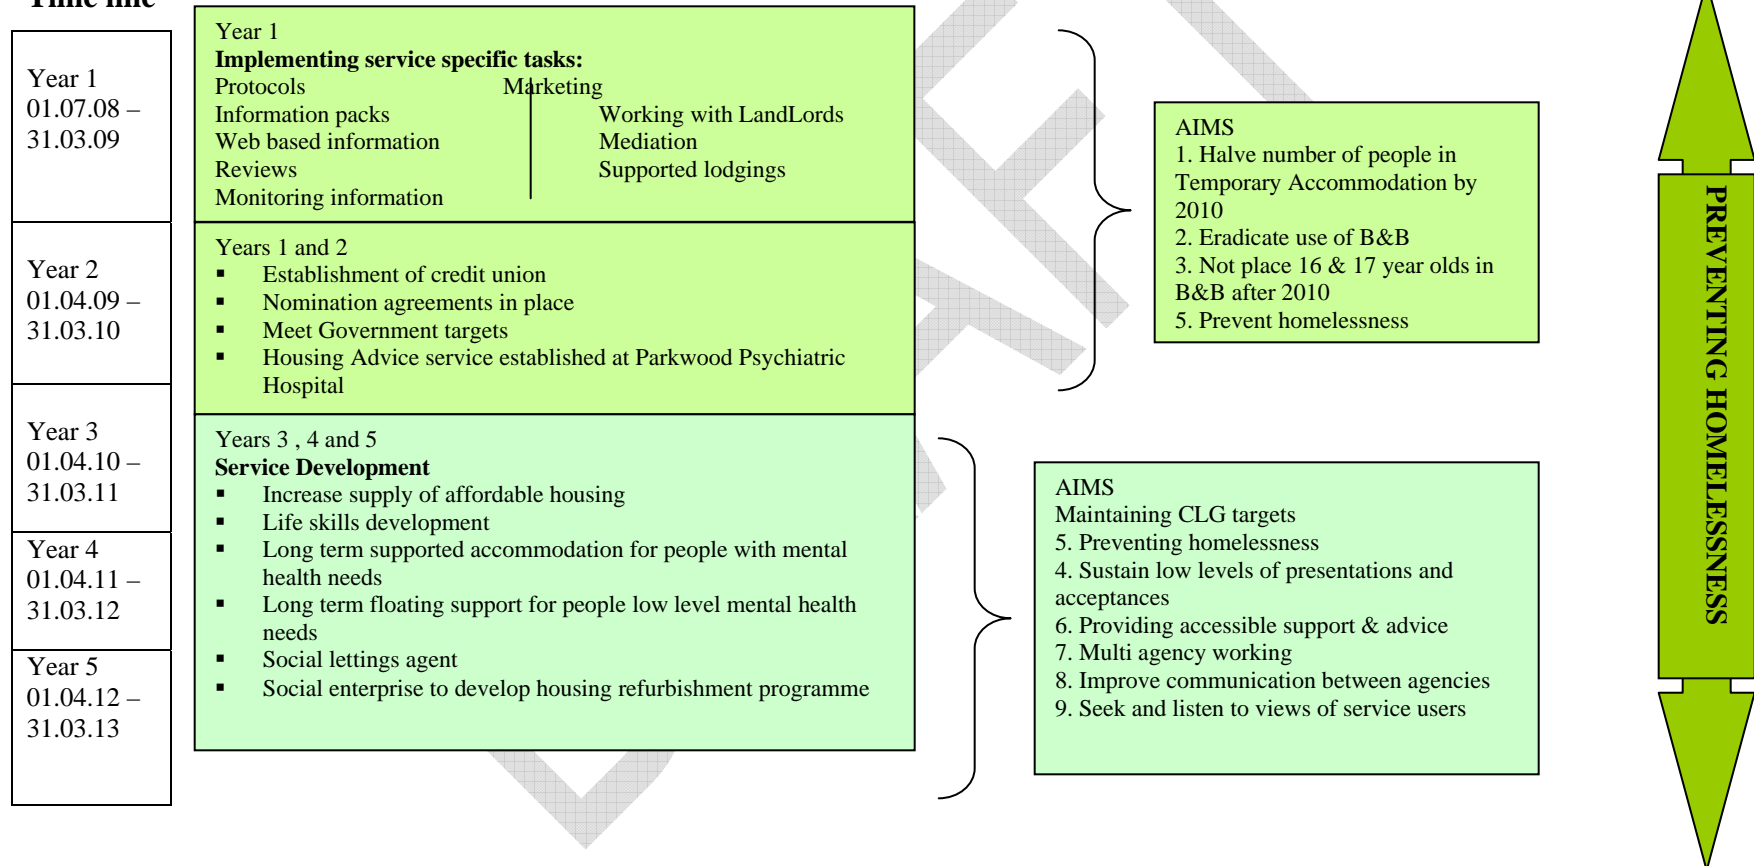 Time line
Year 1
01.07.08 –
31.03.09
Year 2
01.04.09 –
31.03.10
Year 3
01.04.10 –
31.03.11
Year 4
01.04.11 –
31.03.12
Year 5
01.04.12 –
31.03.13
Year 1
Implementing service specific tasks:
Protocols Marketing
Information packs Working with LandLords
Web based information Mediation
Reviews Supported lodgings
Monitoring information
Years 1 and 2
▪ Establishment of credit union
▪ Nomination agreements in place
▪ Meet Government targets
▪ Housing Advice service established at Parkwood Psychiatric
Hospital
Years 3 , 4 and 5
Service Development
▪ Increase supply of affordable housing
▪ Life skills development
▪ Long term supported accommodation for people with mental
health needs
▪ Long term floating support for people low level mental health
needs
▪ Social lettings agent
▪ Social enterprise to develop housing refurbishment programme
AIMS
1. Halve number of people in
Temporary Accommodation by
2010
2. Eradicate use of B&B
3. Not place 16 & 17 year olds in
B&B after 2010
5. Prevent homelessness
AIMS
Maintaining CLG targets
5. Preventing homelessness
4. Sustain low levels of presentations and
acceptances
6. Providing accessible support & advice
7. Multi agency working
8. Improve communication between agencies
9. Seek and listen to views of service users
PREVENTING HOMELESSNESS